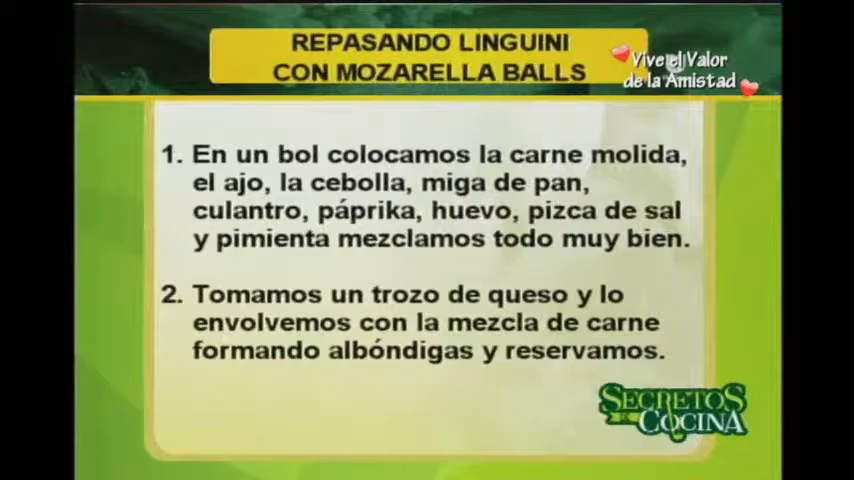 REPASANDO LINGUINI
CON MOZARELLA BALLS
Vive el Valor
de la Amistad
1. En un bol colocamos la carne molida,
el ajo, la cebolla, miga de pan,
culantro, páprika, huevo, pizca de sal
y pimienta mezclamos todo muy bien.
2. Tomamos un trozo de queso y lo
envolvemos con la mezcla de carne
formando albóndigas y reservamos.
SECRETOS
DE COCINA